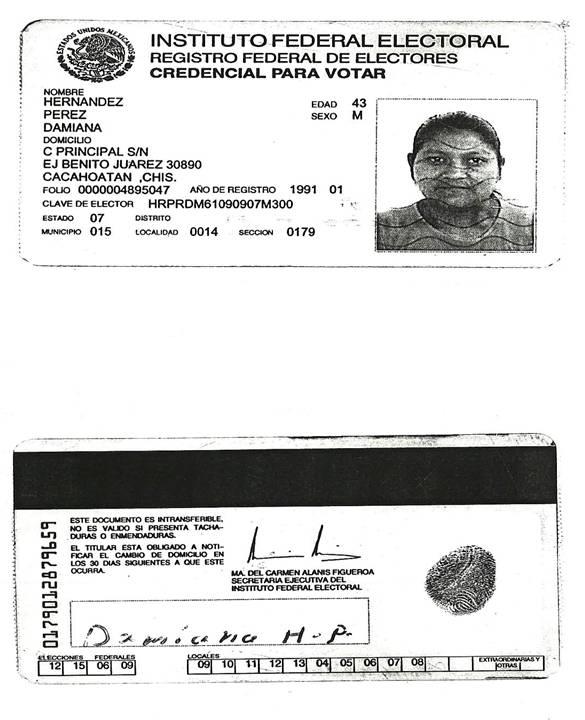 ESTADOS UNIDOS MEXICANOS
INSTITUTO FEDERAL ELECTORAL
REGISTRO FEDERAL DE ELECTORES
CREDENCIAL PARA VOTAR
NOMBRE
HERNANDEZ
PEREZ
DAMIANA
EDAD 43
SEXO M
DOMICILIO
C PRINCIPAL S/N
EJ BENITO JUAREZ 30890
CACAHOATAN ,CHIS.
FOLIO 0000004895047 AÑO DE REGISTRO 1991 01
CLAVE DE ELECTOR HRPRDM61090907M300
ESTADO 07 DISTRITO
MUNICIPIO 015 LOCALIDAD 0014 SECCION 0179
0179012879659
ESTE DOCUMENTO ES INTRANSFERIBLE,
NO ES VALIDO SI PRESENTA TACHA-
DURAS O ENMENDADURAS.
EL TITULAR ESTA OBLIGADO A NOTI-
FICAR EL CAMBIO DE DOMICILIO EN
LOS 30 DIAS SIGUIENTES A QUE ESTE
OCURRA.
MA. DEL CARMEN ALANIS FIGUEROA
SECRETARIA EJECUTIVA DEL
INSTITUTO FEDERAL ELECTORAL
Damiana H.P.
ELECCIONES FEDERALES
12 15 06 09
LOCALES
09 10 11 12 13 04 05 06 07 08
EXTRAORDINARIAS Y
OTRAS